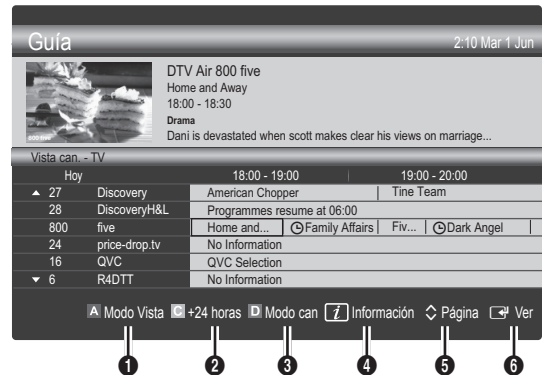 Guía
2:10 Mar 1 Jun
DTV Air 800 five
Home and Away
18:00 - 18:30
Drama
Dani is devastated when scott makes clear his views on marriage...
800 five
Vista can. - TV
Hoy 18:00 - 19:00 19:00 - 20:00
▲ 27 Discovery American Chopper Tine Team
28 DiscoveryH&L Programmes resume at 06:00
800 five Home and... Family Affairs Fiv... Dark Angel
24 price-drop.tv No Information
16 QVC QVC Selection
▼ 6 R4DTT No Information
A Modo Vista C +24 horas D Modo can i Información Página Ver
1 2 3 4 5 6